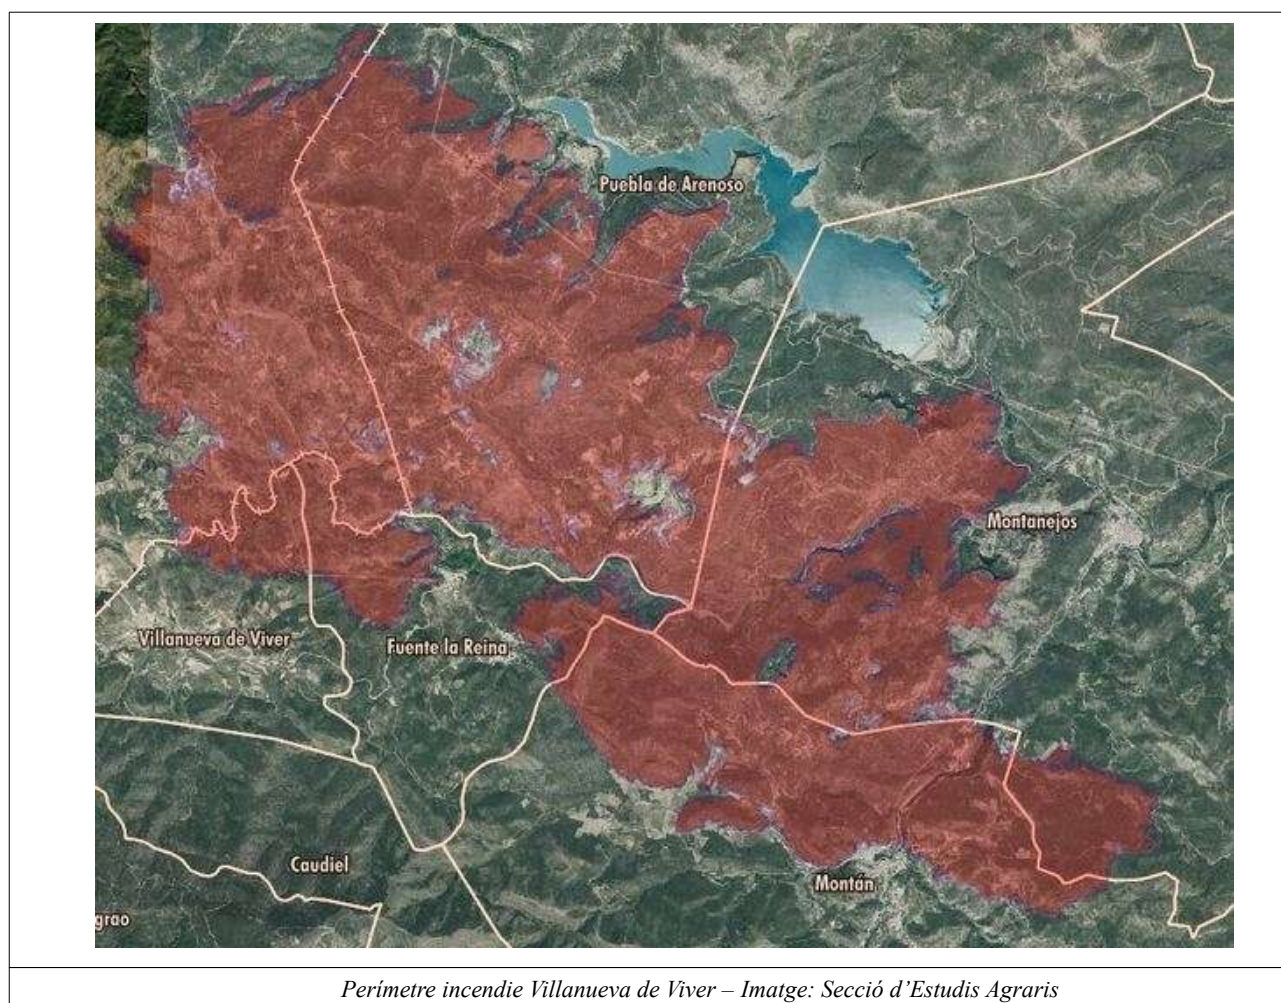 Puebla de Arenoso
Montanejos
Villanueva de Viver
Fuente la Reina
Caudiel
Montán
grao
Perímetre incendie Villanueva de Viver – Imatge: Secció d’Estudis Agraris